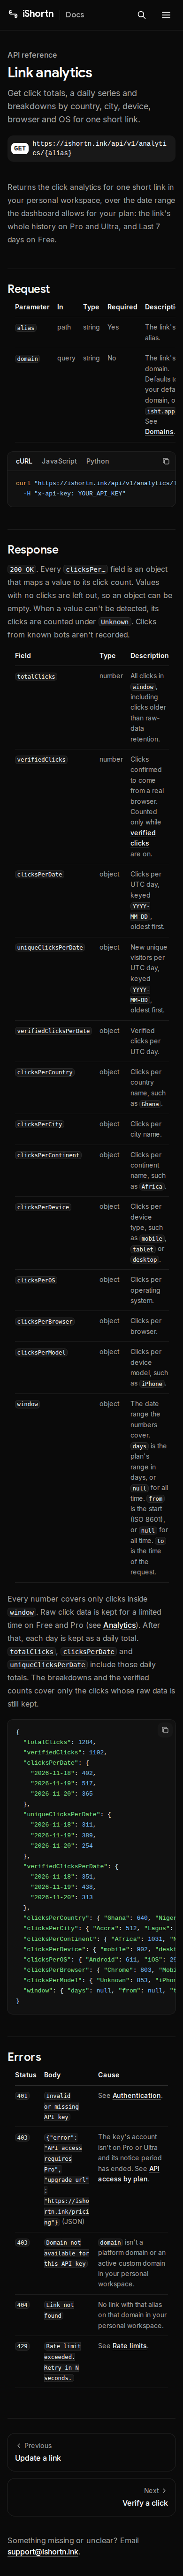 iShortn
Docs
API reference
Link analytics
Get click totals, a daily series and
breakdowns by country, city, device,
browser and OS for one short link.
GET
https://ishortn.ink/api/v1/analyti
cs/{alias}
Returns the click analytics for one short link in
your personal workspace, over the date range
the dashboard allows for your plan: the link's
whole history on Pro and Ultra, and Last 7
days on Free.
Request
Parameter In Type Required Descripti
alias path string Yes The link's
alias.
domain query string No The link's
domain.
Defaults to
your defa
domain, o
isht.app
See
Domains.
cURL JavaScript Python
curl "https://ishortn.ink/api/v1/analytics/
-H "x-api-key: YOUR_API_KEY"
Response
200 OK. Every clicksPer… field is an object
that maps a value to its click count. Values
with no clicks are left out, so an object can be
empty. When a value can't be detected, its
clicks are counted under Unknown. Clicks
from known bots aren't recorded.
Field Type Description
totalClicks number All clicks in
window,
including
clicks older
than raw-
data
retention.
verifiedClicks number Clicks
confirmed
to come
from a real
browser.
Counted
only while
verified
clicks
are on.
clicksPerDate object Clicks per
UTC day,
keyed
YYYY-
MM-DD,
oldest first.
uniqueClicksPerDate object New unique
visitors per
UTC day,
keyed
YYYY-
MM-DD,
oldest first.
verifiedClicksPerDate object Verified
clicks per
UTC day.
clicksPerCountry object Clicks per
country
name, such
as Ghana.
clicksPerCity object Clicks per
city name.
clicksPerContinent object Clicks per
continent
name, such
as Africa.
clicksPerDevice object Clicks per
device
type, such
as mobile,
tablet or
desktop.
clicksPerOS object Clicks per
operating
system.
clicksPerBrowser object Clicks per
browser.
clicksPerModel object Clicks per
device
model, such
as iPhone.
window object The date
range the
numbers
cover.
days is the
plan's
range in
days, or
null for all
time. from
is the start
(ISO 8601),
or null for
all time. to
is the time
of the
request.
Every number covers only clicks inside
window. Raw click data is kept for a limited
time on Free and Pro (see Analytics). After
that, each day is kept as a daily total.
totalClicks, clicksPerDate and
uniqueClicksPerDate include those daily
totals. The breakdowns and the verified
counts cover only the clicks whose raw data is
still kept.
{
"totalClicks": 1284,
"verifiedClicks": 1102,
"clicksPerDate": {
"2026-11-18": 402,
"2026-11-19": 517,
"2026-11-20": 365
},
"uniqueClicksPerDate": {
"2026-11-18": 311,
"2026-11-19": 389,
"2026-11-20": 254
},
"verifiedClicksPerDate": {
"2026-11-18": 351,
"2026-11-19": 438,
"2026-11-20": 313
},
"clicksPerCountry": { "Ghana": 640, "Niger
"clicksPerCity": { "Accra": 512, "Lagos":
"clicksPerContinent": { "Africa": 1031, "N
"clicksPerDevice": { "mobile": 902, "deskt
"clicksPerOS": { "Android": 611, "iOS": 29
"clicksPerBrowser": { "Chrome": 803, "Mobi
"clicksPerModel": { "Unknown": 853, "iPhon
"window": { "days": null, "from": null, "t
}
Errors
Status Body Cause
401 Invalid
or missing
API key See Authentication.
403 {"error":
"API access
requires
Pro",
"upgrade_url"
:
"https://isho
rtn.ink/prici
ng"} (JSON) The key's account
isn't on Pro or Ultra
and its notice period
has ended. See API
access by plan.
403 Domain not
available for
this API key domain isn't a
platform domain or an
active custom domain
in your personal
workspace.
404 Link not
found No link with that alias
on that domain in your
personal workspace.
429 Rate limit
exceeded.
Retry in N
seconds. See Rate limits.
Previous
Update a link
Next
Verify a click
Something missing or unclear? Email
support@ishortn.ink.